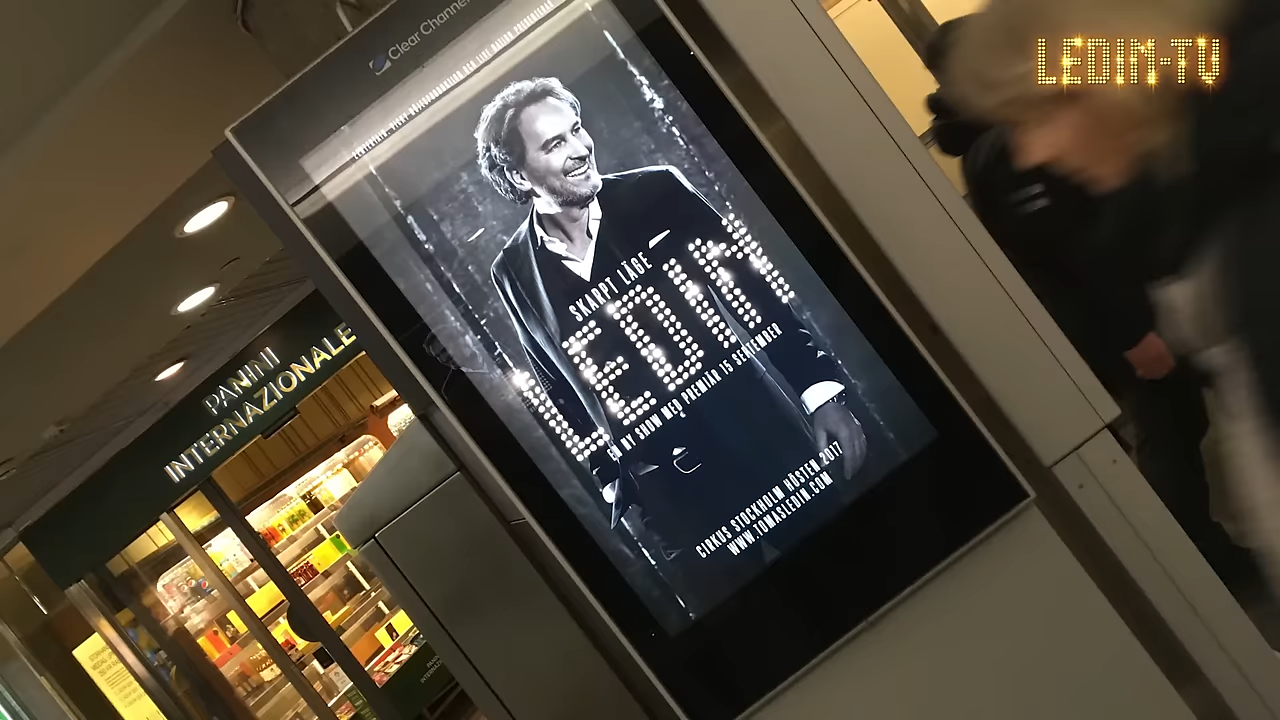 LEDIN-TV
Clear Channel
SKARPT LÄGE
LEDIN
EN NY SHOW MED PREMIÄR 15 SEPTEMBER
CIRKUS STOCKHOLM HÖSTEN 2017
WWW.TOMASLEDIN.COM
PANINI
INTERNAZIONALE